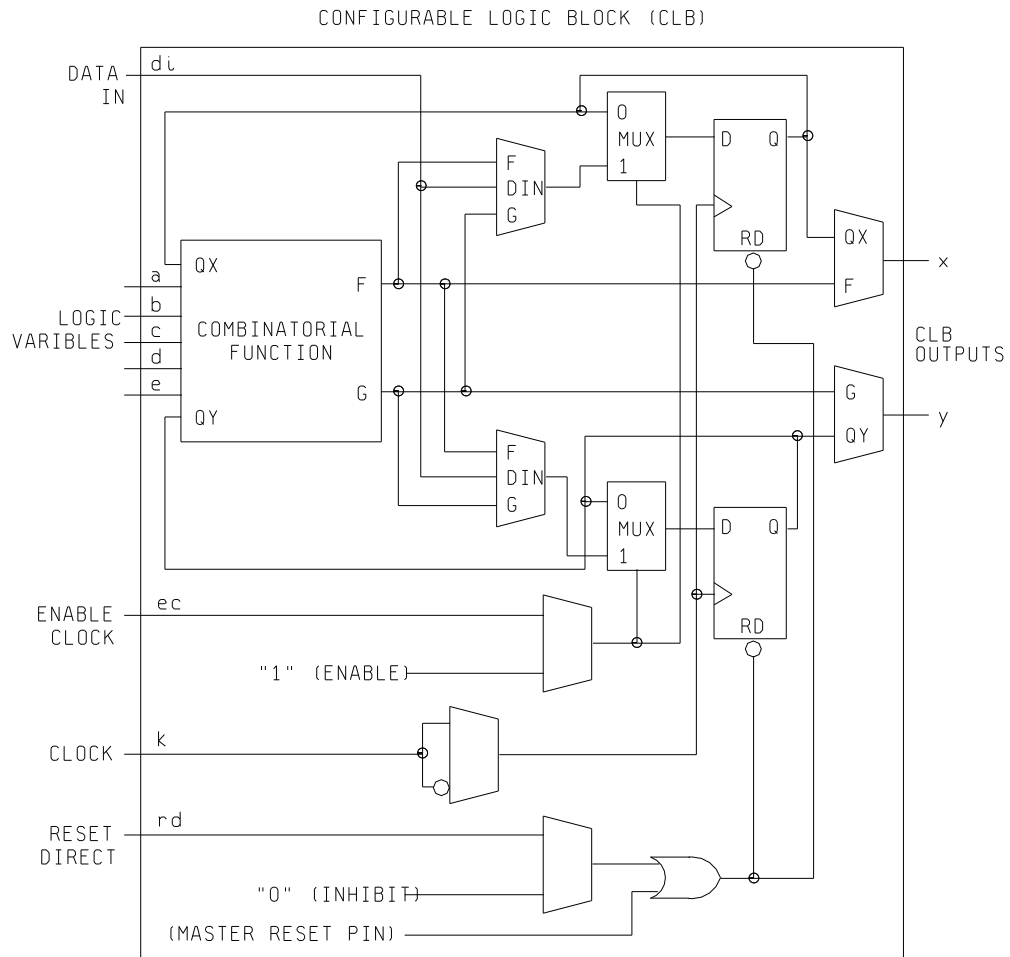 CONFIGURABLE LOGIC BLOCK (CLB)
DATA
IN
di
0
MUX
1
D Q
RD
F
DIN
G
QX
F
x
QX
a
b
c
d
e
QY
LOGIC
VARIBLES
COMBINATORIAL
FUNCTION
F
G
CLB
OUTPUTS
G
QY
y
F
DIN
G
0
MUX
1
D Q
RD
ENABLE
CLOCK
ec
"1" (ENABLE)
CLOCK
k
RESET
DIRECT
rd
"0" (INHIBIT)
(MASTER RESET PIN)